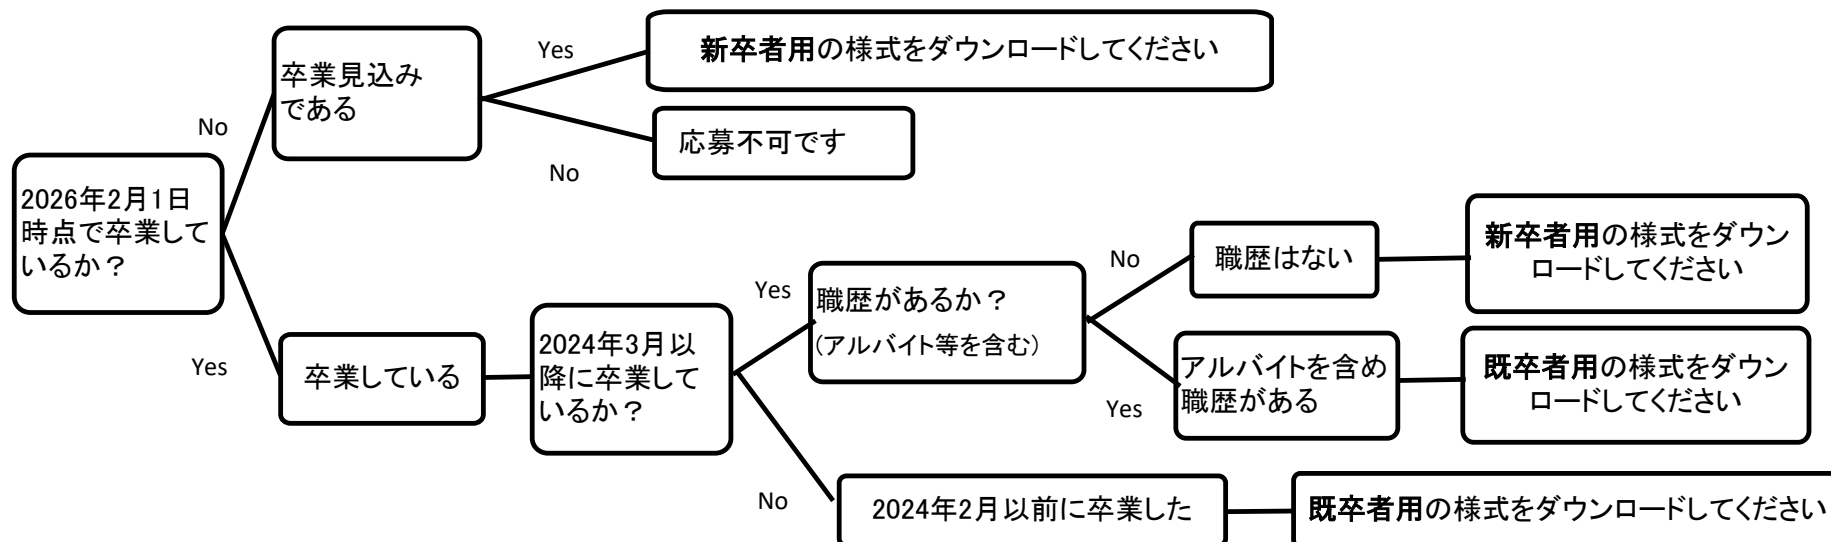 卒業見込み
である
Yes
新卒者用の様式をダウンロードしてください
No
応募不可です
No
2026年2月1日
時点で卒業して
いるか？
Yes
卒業している
2024年3月以
降に卒業して
いるか？
Yes
職歴があるか？
(アルバイト等を含む)
No
職歴はない
新卒者用の様式をダウン
ロードしてください
Yes
アルバイトを含め
職歴がある
既卒者用の様式をダウン
ロードしてください
No
2024年2月以前に卒業した
既卒者用の様式をダウンロードしてください